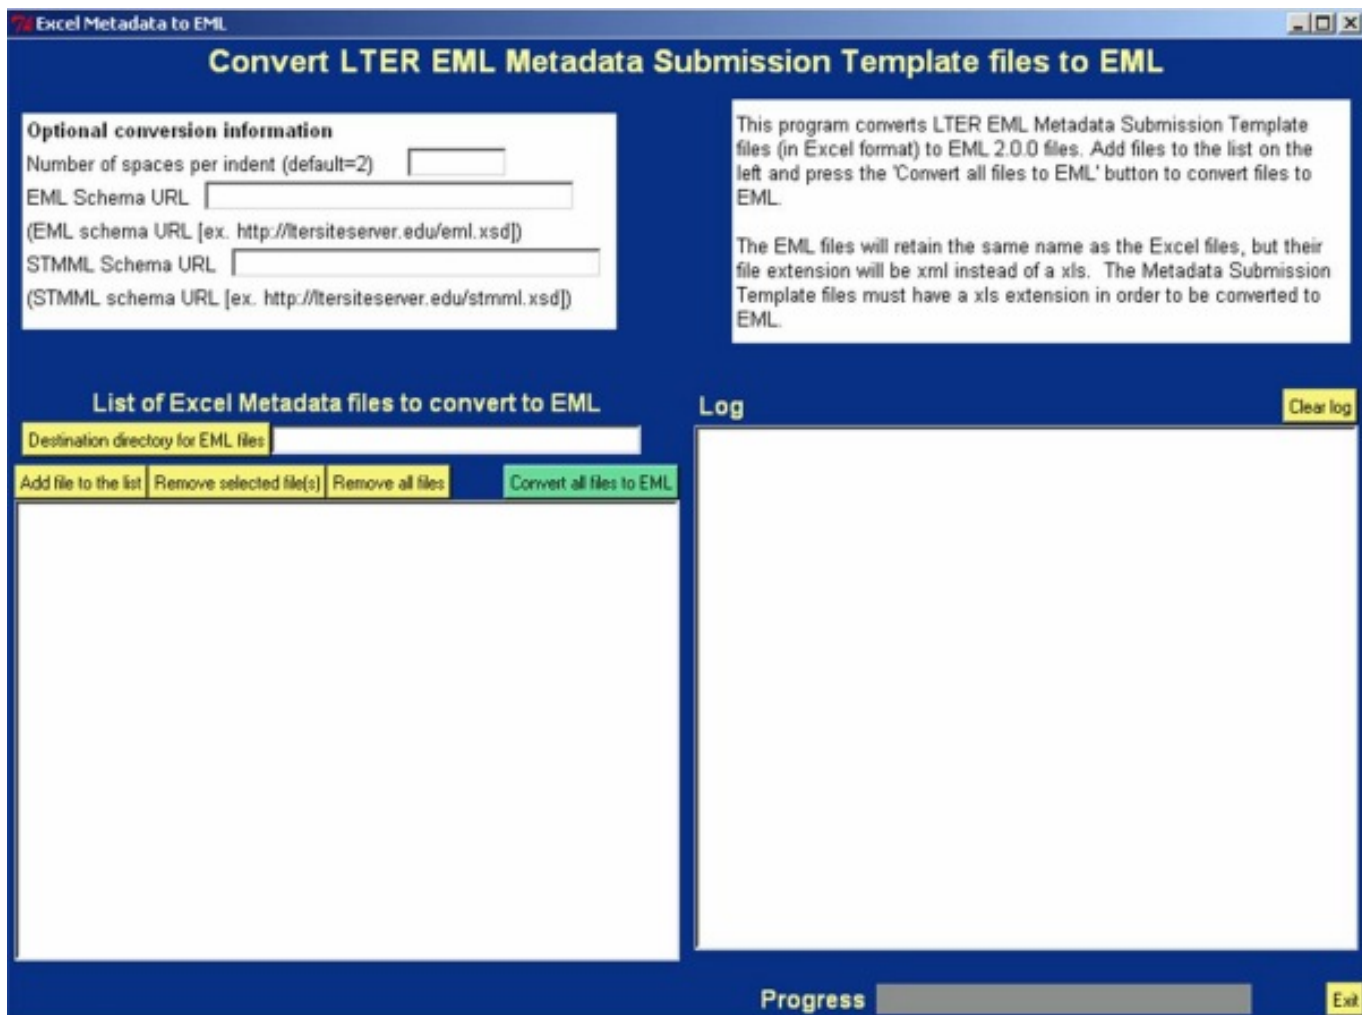 Excel Metadata to EML
Convert LTER EML Metadata Submission Template files to EML
Optional conversion information
Number of spaces per indent (default=2)
EML Schema URL
(EML schema URL [ex. http://ltersiteserver.edu/eml.xsd])
STMML Schema URL
(STMML schema URL [ex. http://ltersiteserver.edu/stmml.xsd])
This program converts LTER EML Metadata Submission Template
files (in Excel format) to EML 2.0.0 files. Add files to the list on the
left and press the 'Convert all files to EML' button to convert files to
EML.
The EML files will retain the same name as the Excel files, but their
file extension will be xml instead of a xls. The Metadata Submission
Template files must have a xls extension in order to be converted to
EML.
List of Excel Metadata files to convert to EML
Destination directory for EML files
Add file to the list Remove selected file(s) Remove all files Convert all files to EML
Log
Clear log
Progress
Exit